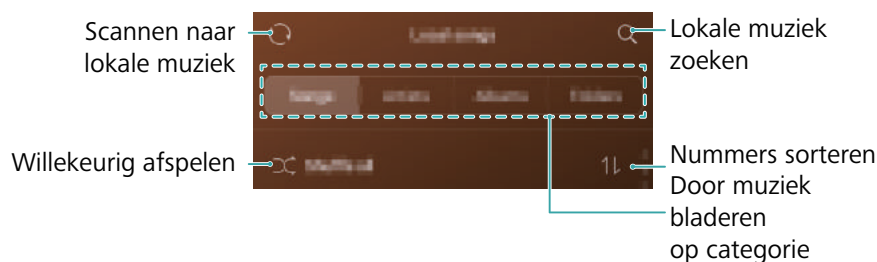 Scannen naar
lokale muziek
Lokale muziek
zoeken
Willekeurig afspelen
Nummers sorteren
Door muziek
bladeren
op categorie